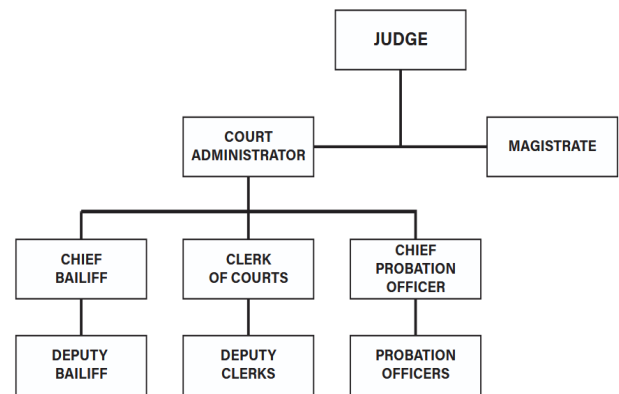 JUDGE
COURT
ADMINISTRATOR
MAGISTRATE
CHIEF
BAILIFF
CLERK
OF COURTS
CHIEF
PROBATION
OFFICER
DEPUTY
BAILIFF
DEPUTY
CLERKS
PROBATION
OFFICERS